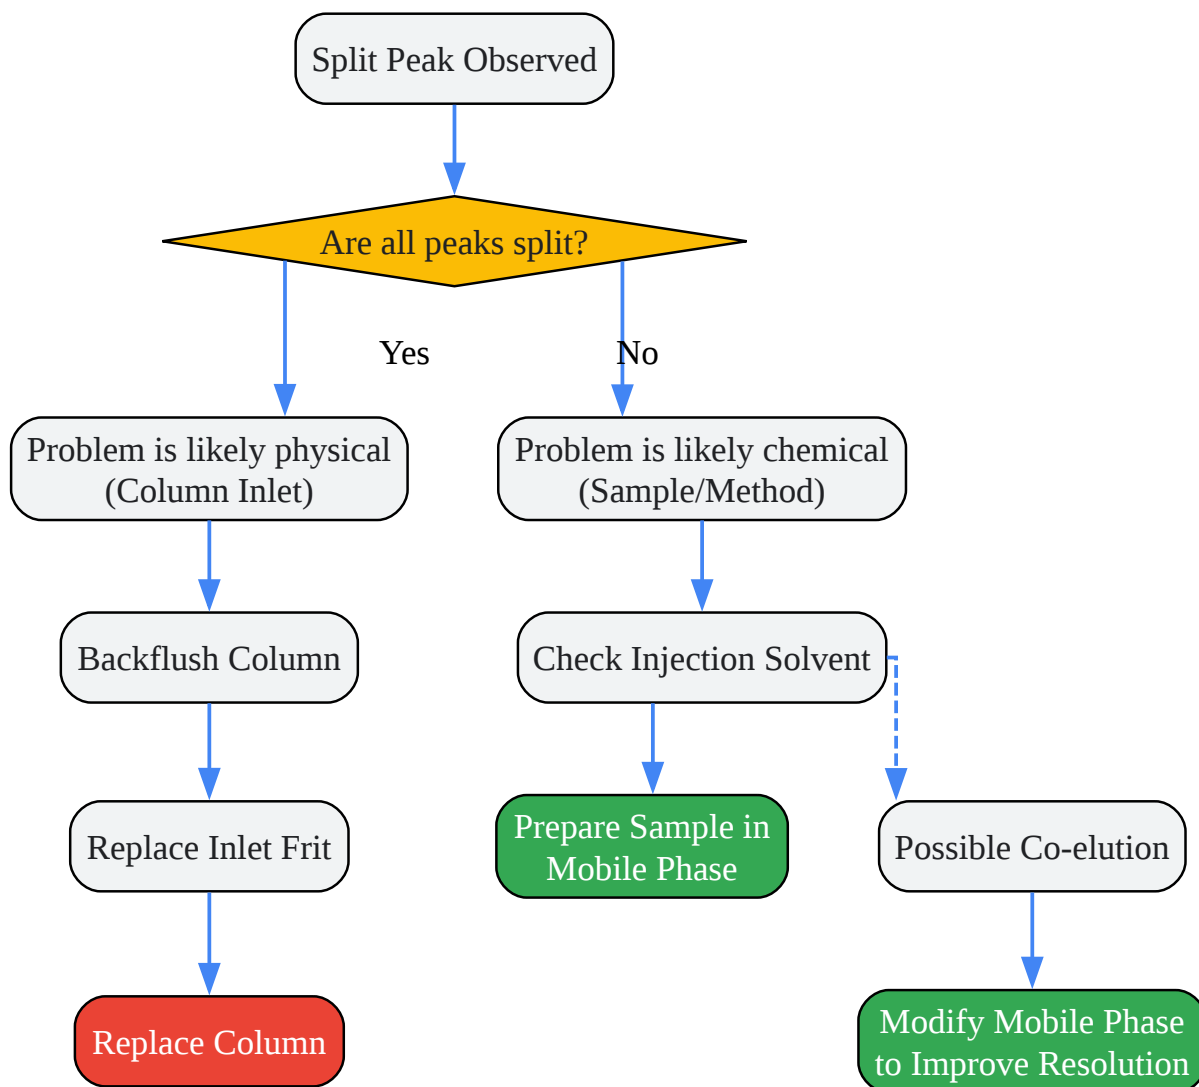 Split Peak Observed
Are all peaks split?
Yes
No
Problem is likely physical
(Column Inlet)
Problem is likely chemical
(Sample/Method)
Backflush Column
Check Injection Solvent
Replace Inlet Frit
Prepare Sample in
Mobile Phase
Possible Co-elution
Replace Column
Modify Mobile Phase
to Improve Resolution